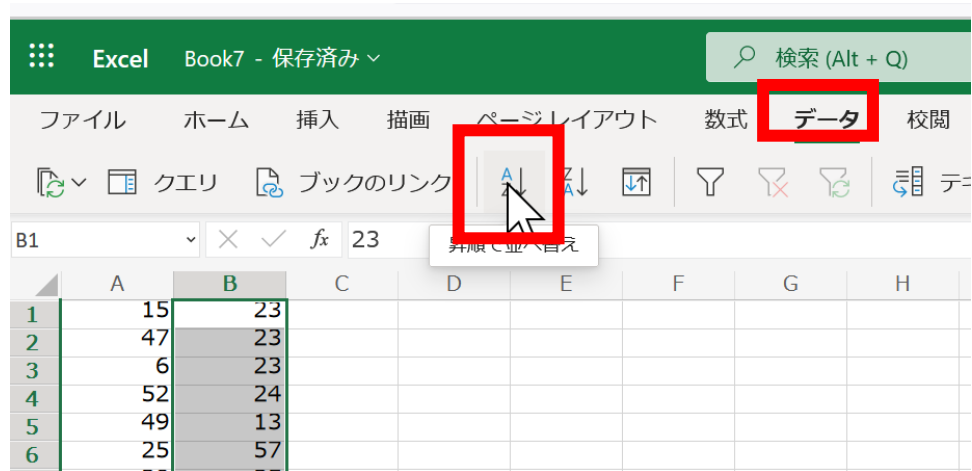 Excel Book7 - 保存済み 検索 (Alt + Q)
ファイル ホーム 挿入 描画 ページ レイアウト 数式 データ 校閲
クエリ ブックのリンク
B1 fx 23
昇順で並べ替え
A B C D E F G H
1 15 23
2 47 23
3 6 23
4 52 24
5 49 13
6 25 57